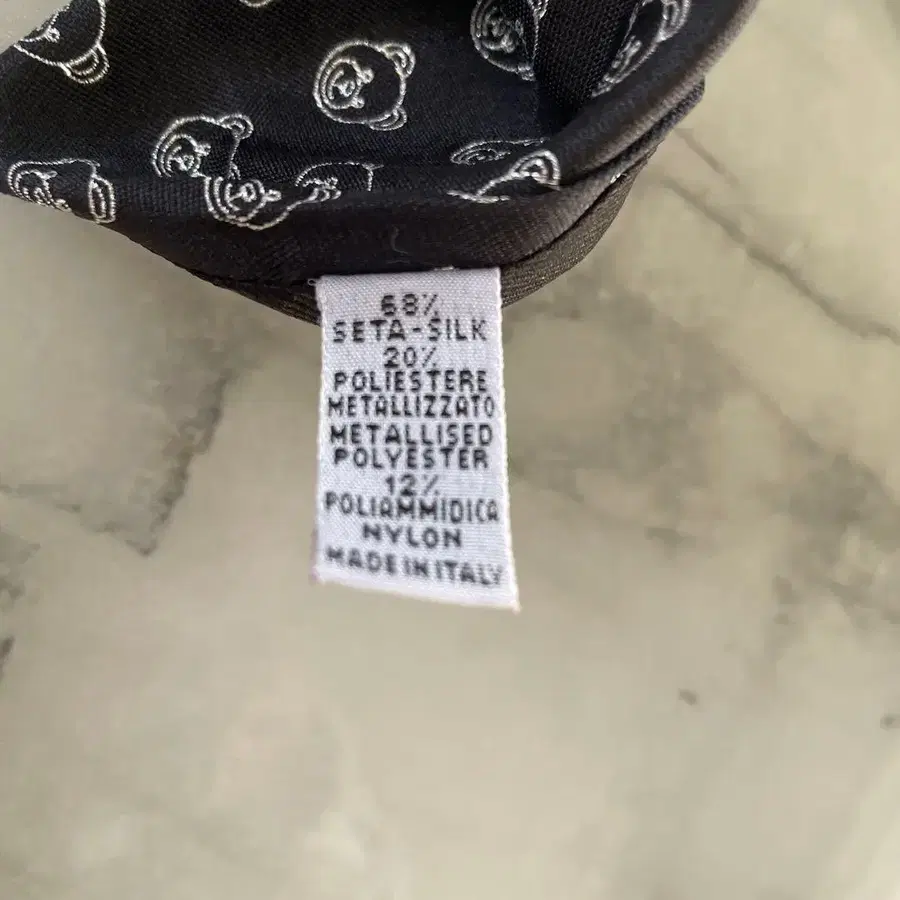 68%
SETA-SILK
20%
POLIESTERE
METALLIZZATO
METALLISED
POLYESTER
12%
POLIAMMIDICA
NYLON
MADE IN ITALY